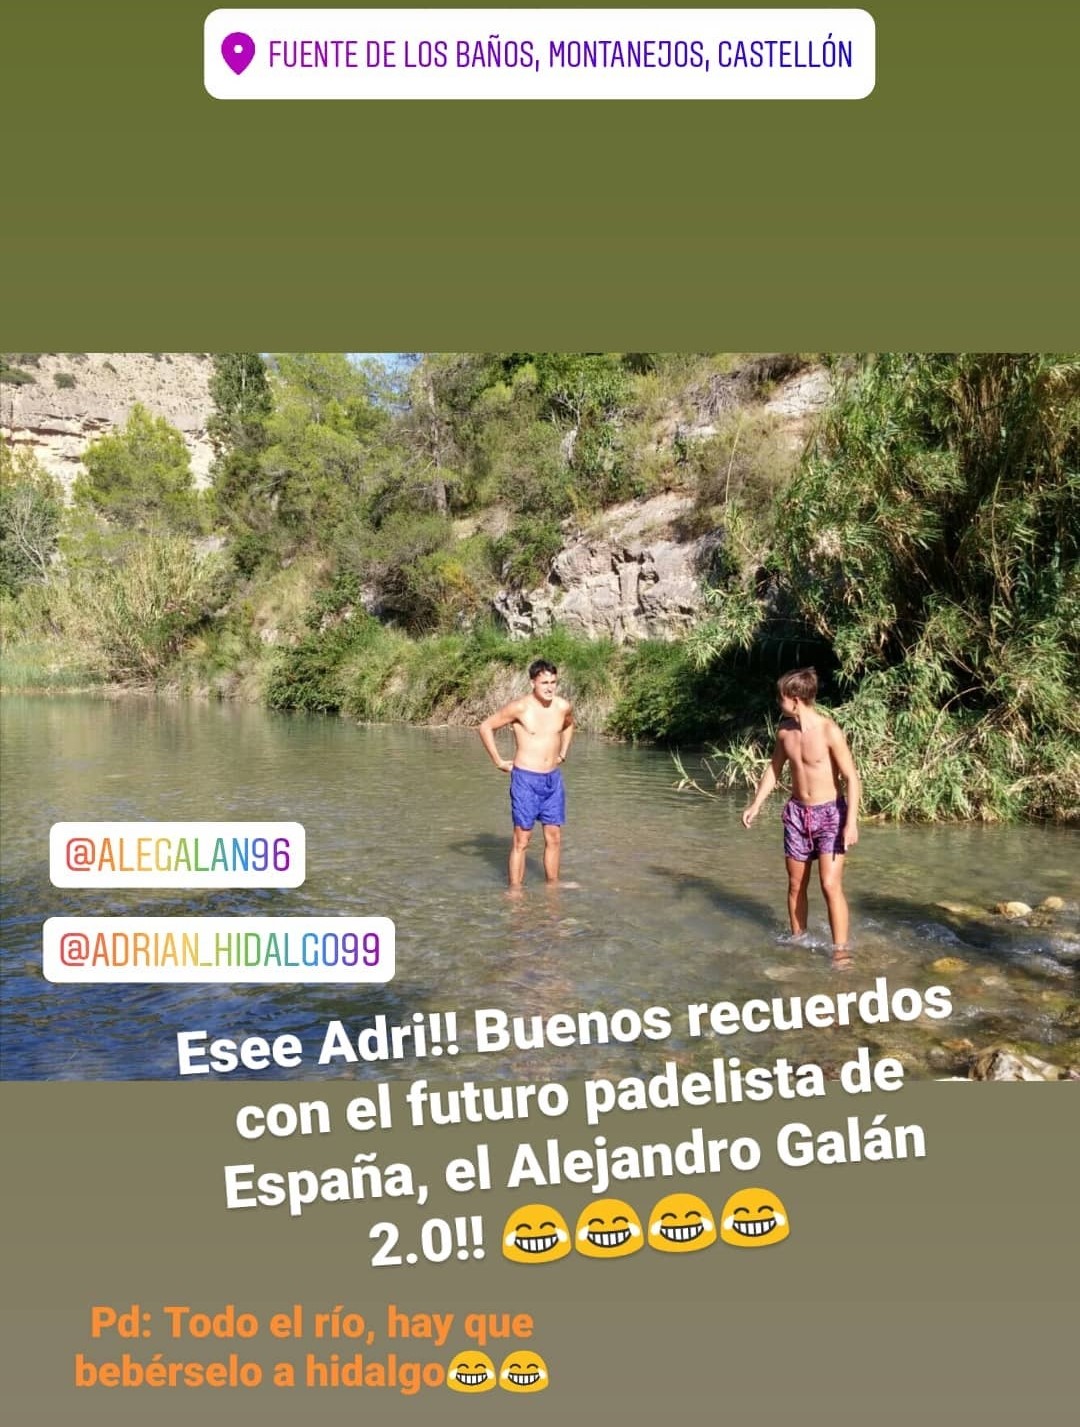 FUENTE DE LOS BAÑOS, MONTANEJOS, CASTELLÓN
@ALEGALAN96
@ADRIAN_HIDALGO99
Esee Adri!! Buenos recuerdos
con el futuro padelista de
España, el Alejandro Galán
2.0!! 😂😂😂😂
Pd: Todo el río, hay que
bebérselo a hidalgo😂😂